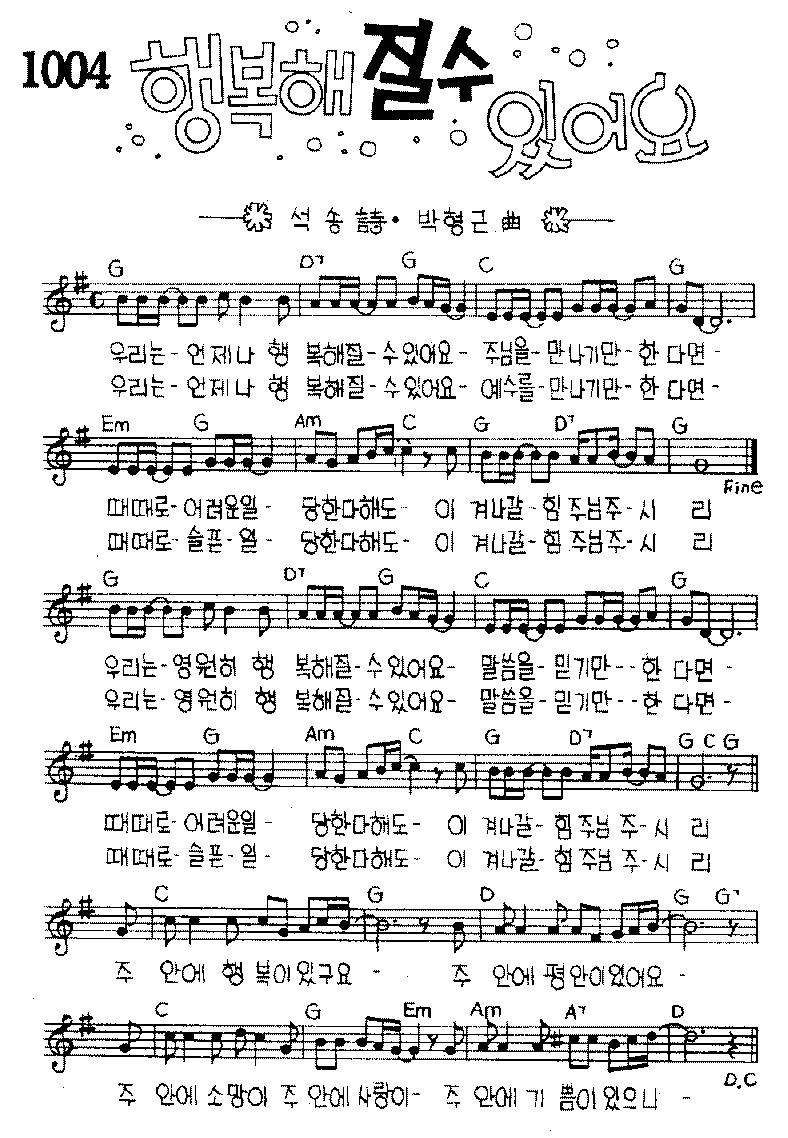 1004 행복해 질수 있어요
석 송 詩 • 박형근 曲
G D7 G C G
우리는-언제나 행 복해질-수있어요- 주님을-만나기만-한 다면-
우리는-언제나 행 복해질-수있어요- 예수를-만나기만-한 다면-
Em G Am C G D7 G
Fine
때때로-어려운일- 당한다해도- 이 겨나갈-힘 주님주-시 리
때때로-슬픈-일- 당한다해도- 이 겨나갈-힘 주님주-시 리
G D7 G C G
우리는-영원히 행 복해질-수있어요- 말씀을-믿기만--한 다면-
우리는-영원히 행 복해질-수있어요- 말씀을-믿기만--한 다면-
Em G Am C G D7 G C G
때때로-어려운일- 당한다해도- 이 겨나갈-힘 주님 주-시 리
때때로-슬픈-일- 당한다해도- 이 겨나갈-힘 주님 주-시 리
C G D G G7
주 안에 행 복이있구요 - 주 안에 평안이있어요 -
C G Em Am A7 D
D.C
주 안에 소망이 주 안에 사랑이- 주 안에 기 쁨이있으니 -